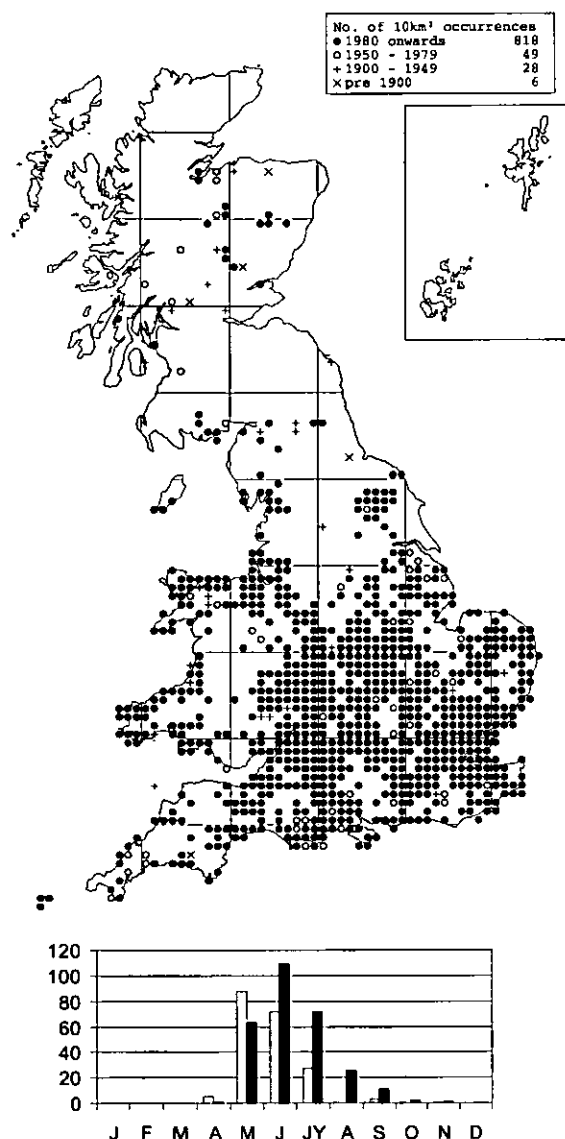 No. of 10km² occurrences
● 1980 onwards 818
○ 1950 - 1979 49
+ 1900 - 1949 28
× pre 1900 6
120
100
80
60
40
20
0
J F M A M J JY A S O N D